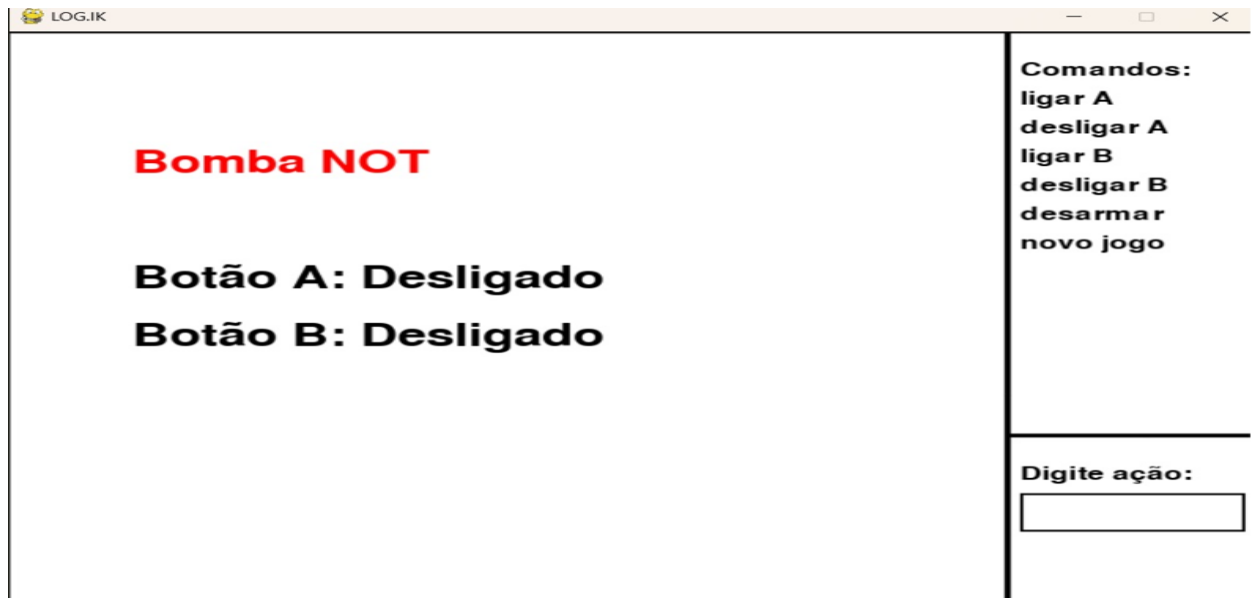 LOG.IK
Bomba NOT
Botão A: Desligado
Botão B: Desligado
Comandos:
ligar A
desligar A
ligar B
desligar B
desarmar
novo jogo
Digite ação: